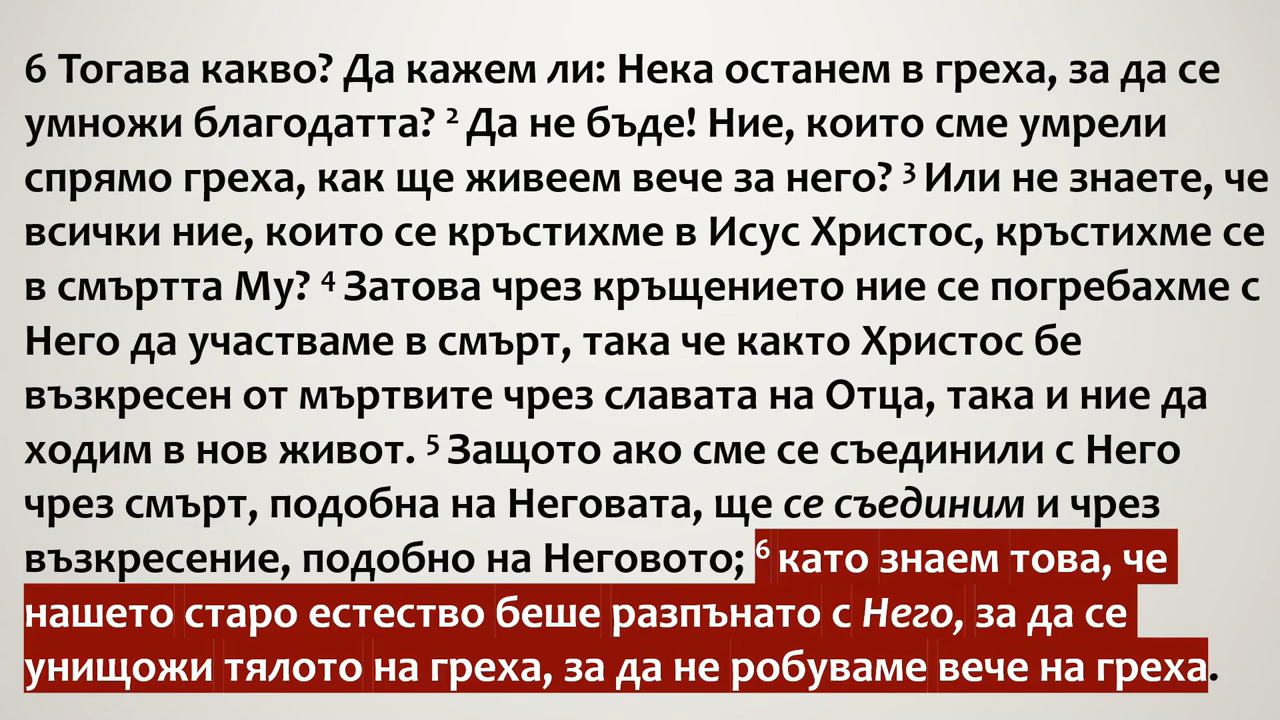 6 Тогава какво? Да кажем ли: Нека останем в греха, за да се
умножи благодатта? ² Да не бъде! Ние, които сме умрели
спрямо греха, как ще живеем вече за него? ³ Или не знаете, че
всички ние, които се кръстихме в Исус Христос, кръстихме се
в смъртта Му? ⁴ Затова чрез кръщението ние се погребахме с
Него да участваме в смърт, така че както Христос бе
възкресен от мъртвите чрез славата на Отца, така и ние да
ходим в нов живот. ⁵ Защото ако сме се съединили с Него
чрез смърт, подобна на Неговата, ще се съединим и чрез
възкресение, подобно на Неговото; ⁶ като знаем това, че
нашето старо естество беше разпънато с Него, за да се
унищожи тялото на греха, за да не робуваме вече на греха.